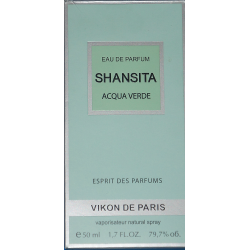 EAU DE PARFUM
SHANSITA
ACQUA VERDE
ESPRIT DES PARFUMS
VIKON DE PARIS
vaporisateur natural spray
℮ 50 ml 1,7 FL.OZ. 79,7% об.